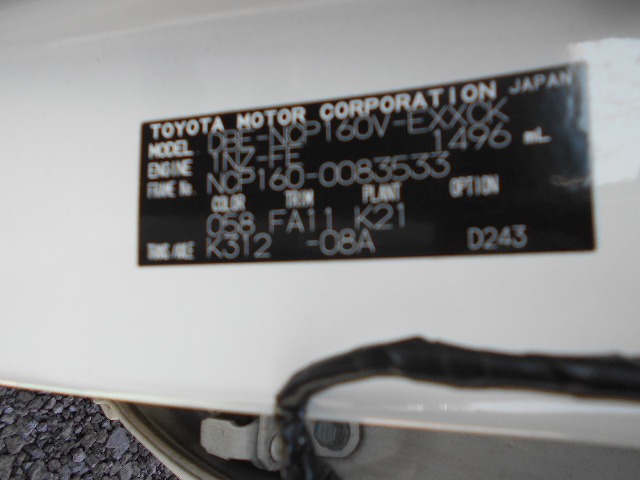 TOYOTA MOTOR CORPORATION JAPAN
MODEL DBE-NCP160V-EXXCK
ENGINE 1NZ-FE 1496 mL
FRAME No. NCP160-0083533
COLOR TRIM PLANT OPTION
058 FA11 K21
TRANS./AXLE K312 -08A D243